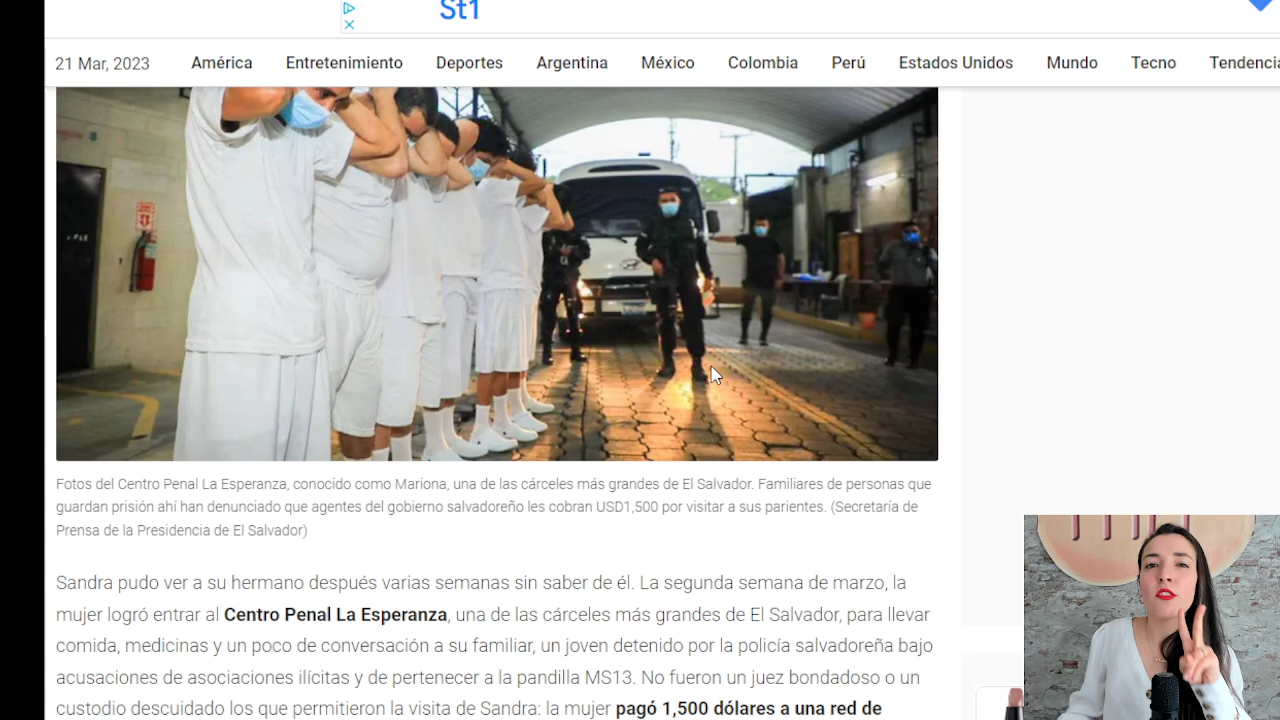 St1
21 Mar, 2023 América Entretenimiento Deportes Argentina México Colombia Perú Estados Unidos Mundo Tecno Tendencia
Fotos del Centro Penal La Esperanza, conocido como Mariona, una de las cárceles más grandes de El Salvador. Familiares de personas que
guardan prisión ahí han denunciado que agentes del gobierno salvadoreño les cobran USD1,500 por visitar a sus parientes. (Secretaría de
Prensa de la Presidencia de El Salvador)
Sandra pudo ver a su hermano después varias semanas sin saber de él. La segunda semana de marzo, la
mujer logró entrar al Centro Penal La Esperanza, una de las cárceles más grandes de El Salvador, para llevar
comida, medicinas y un poco de conversación a su familiar, un joven detenido por la policía salvadoreña bajo
acusaciones de asociaciones ilícitas y de pertenecer a la pandilla MS13. No fueron un juez bondadoso o un
custodio descuidado los que permitieron la visita de Sandra: la mujer pagó 1,500 dólares a una red de